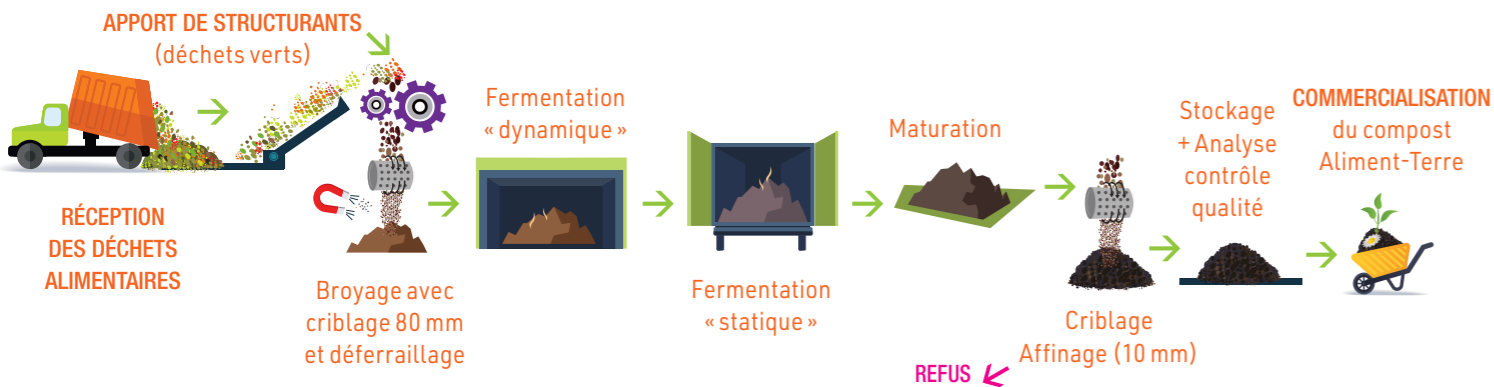 APPORT DE STRUCTURANTS
(déchets verts)
RÉCEPTION
DES DÉCHETS
ALIMENTAIRES
Broyage avec
criblage 80 mm
et déferraillage
Fermentation
« dynamique »
Fermentation
« statique »
Maturation
Criblage
Affinage (10 mm)
REFUS
Stockage
+ Analyse
contrôle
qualité
COMMERCIALISATION
du compost
Aliment-Terre